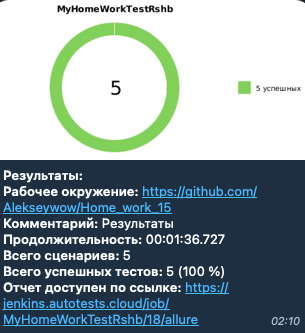 MyHomeWorkTestRshb
5
5 успешных
Результаты:
Рабочее окружение: https://github.com/
Alekseywow/Home_work_15
Комментарий: Результаты
Продолжительность: 00:01:36.727
Всего сценариев: 5
Всего успешных тестов: 5 (100 %)
Отчет доступен по ссылке: https://
jenkins.autotests.cloud/job/
MyHomeWorkTestRshb/18/allure
02:10